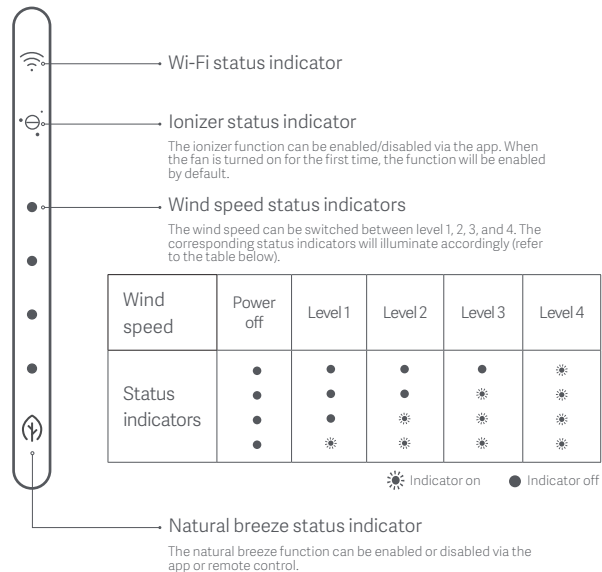 Wi-Fi status indicator
Ionizer status indicator
The ionizer function can be enabled/disabled via the app. When
the fan is turned on for the first time, the function will be enabled
by default.
Wind speed status indicators
The wind speed can be switched between level 1, 2, 3, and 4. The
corresponding status indicators will illuminate accordingly (refer
to the table below).
Wind speed Power off Level 1 Level 2 Level 3 Level 4
Status indicators
Indicator on Indicator off
Natural breeze status indicator
The natural breeze function can be enabled or disabled via the
app or remote control.